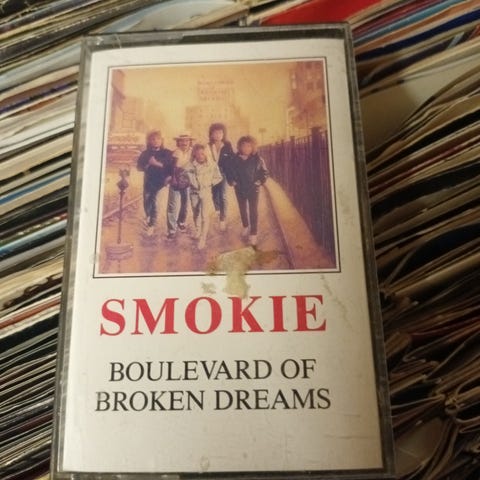 SMOKIE
BOULEVARD OF
BROKEN DREAMS